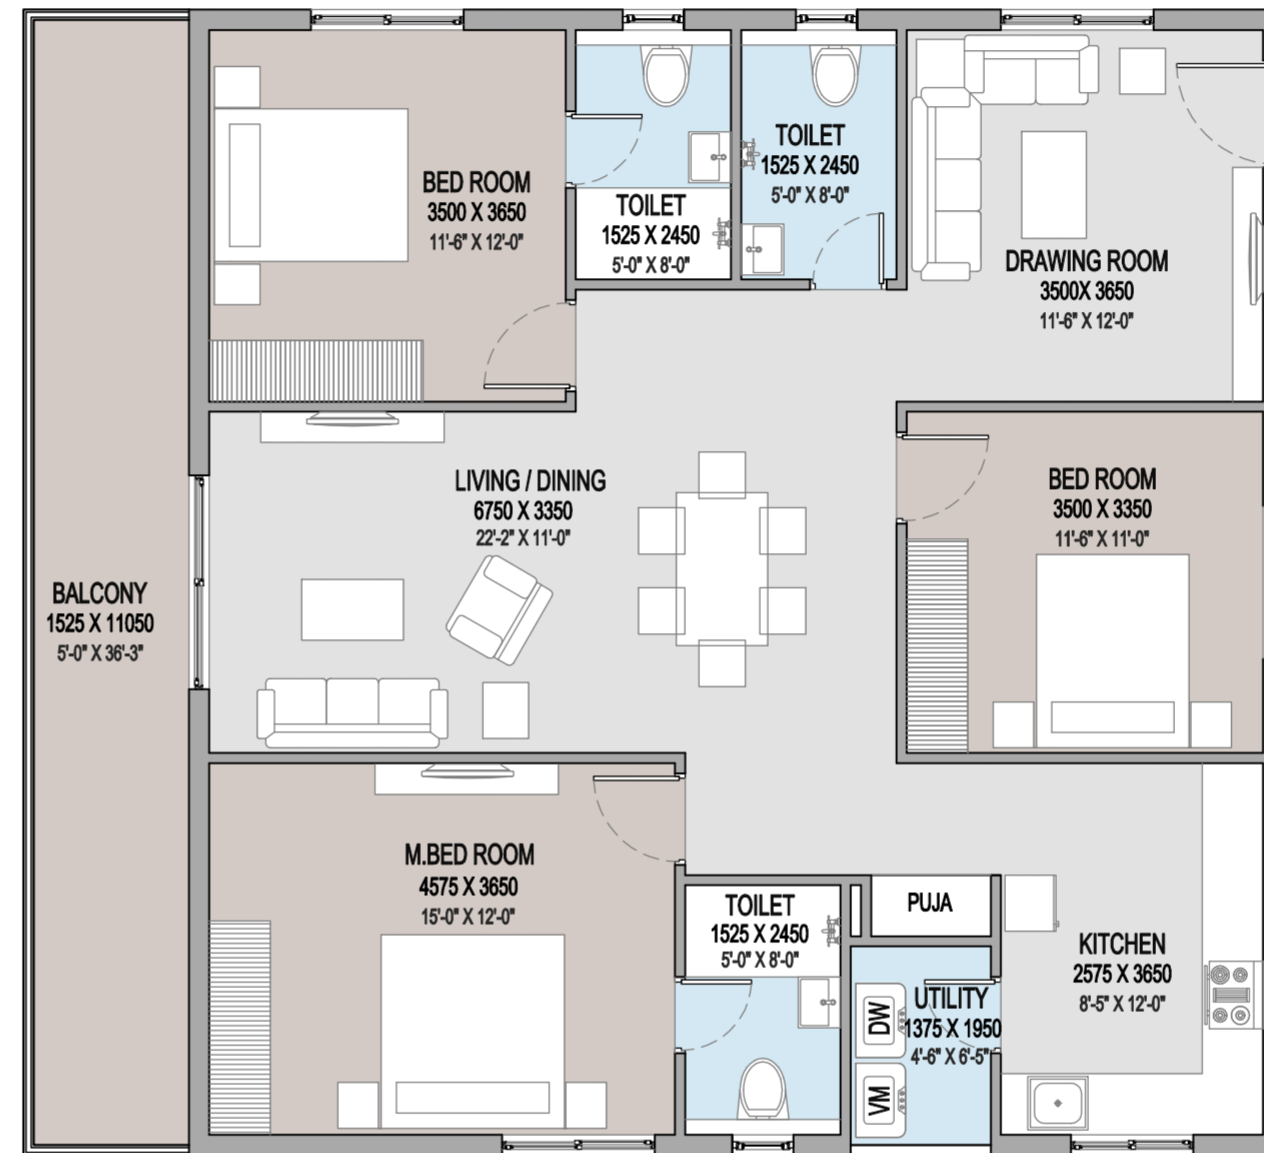 BED ROOM
3500 X 3650
11'-6" X 12'-0"
TOILET
1525 X 2450
5'-0" X 8'-0"
TOILET
1525 X 2450
5'-0" X 8'-0"
DRAWING ROOM
3500X 3650
11'-6" X 12'-0"
LIVING / DINING
6750 X 3350
22'-2" X 11'-0"
BED ROOM
3500 X 3350
11'-6" X 11'-0"
BALCONY
1525 X 11050
5'-0" X 36'-3"
M.BED ROOM
4575 X 3650
15'-0" X 12'-0"
TOILET
1525 X 2450
5'-0" X 8'-0"
PUJA
KITCHEN
2575 X 3650
8'-5" X 12'-0"
UTILITY
1375 X 1950
4'-6" X 6'-5"
DW
VM